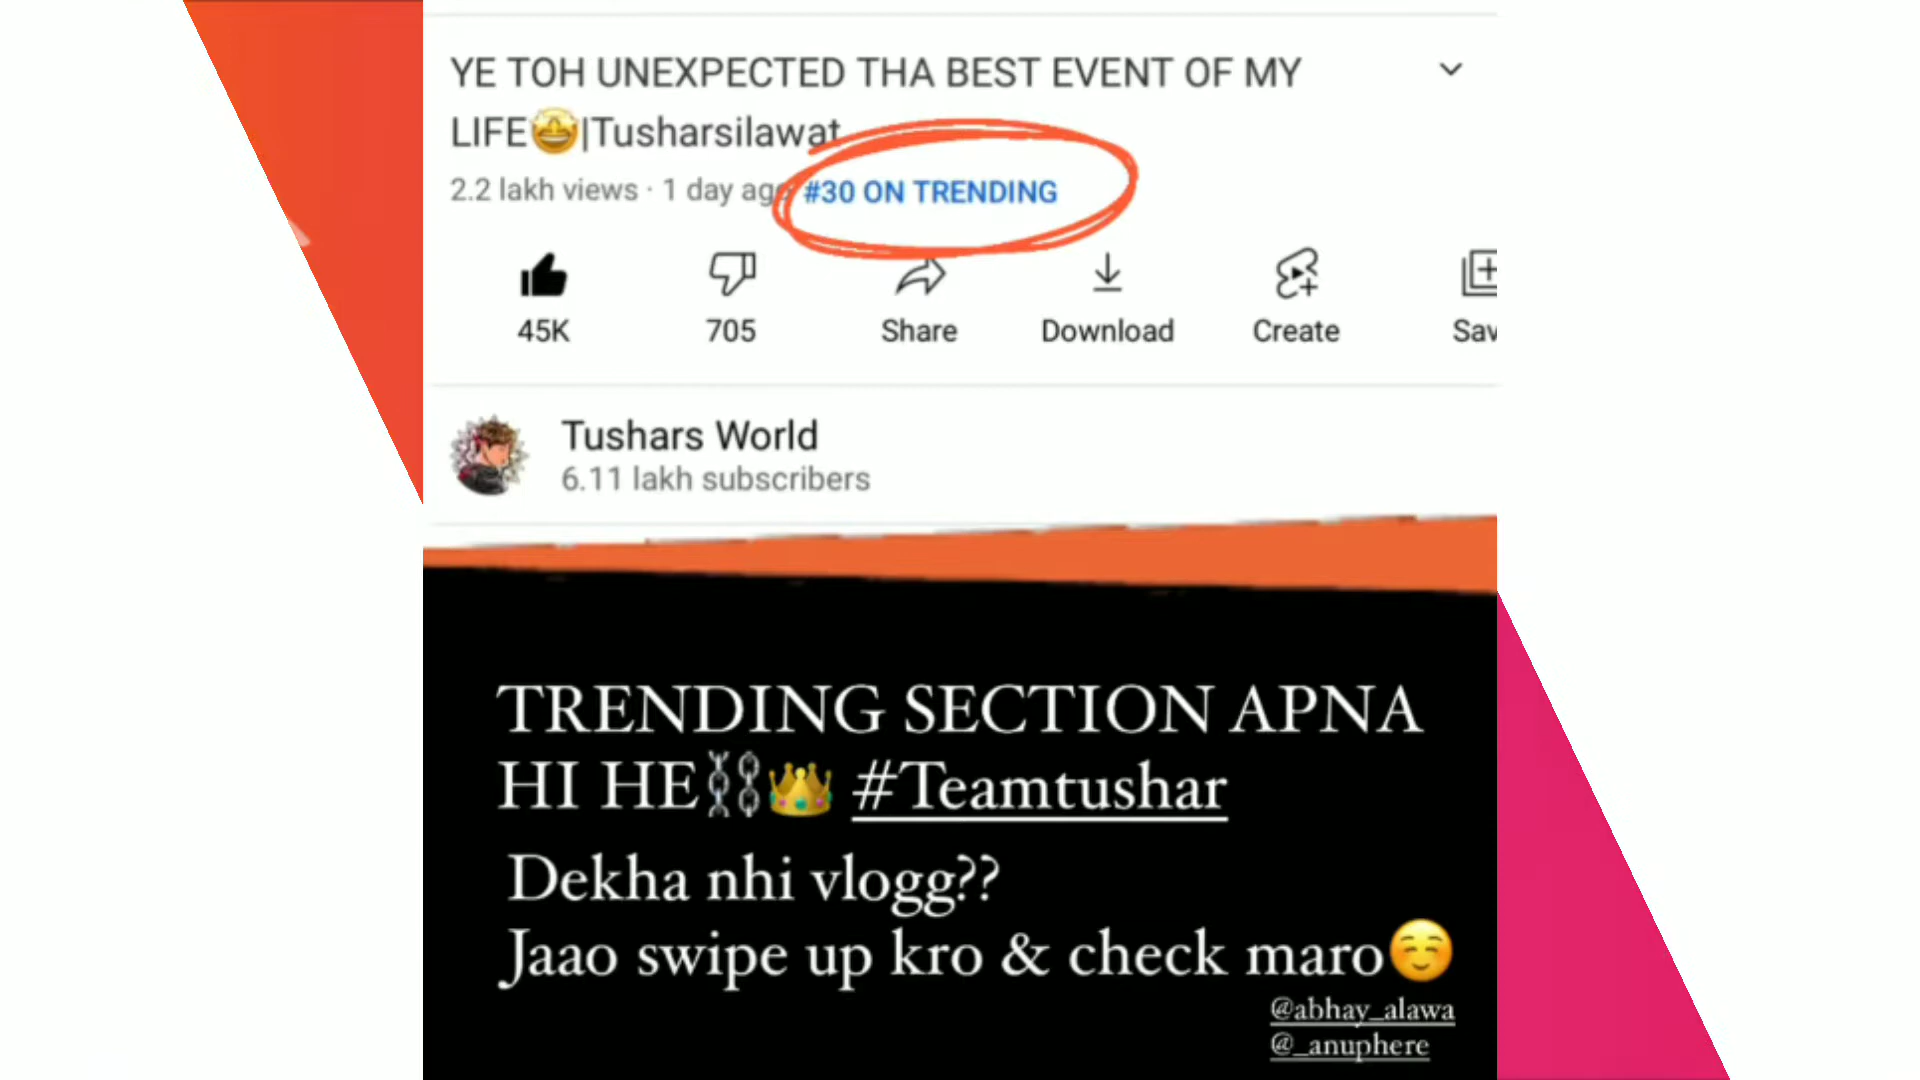 YE TOH UNEXPECTED THA BEST EVENT OF MY
LIFE🤩|Tusharsilawat
2.2 lakh views · 1 day ago #30 ON TRENDING
45K 705 Share Download Create Sav
Tushars World
6.11 lakh subscribers
TRENDING SECTION APNA
HI HE⛓️👑 #Teamtushar
Dekha nhi vlogg??
Jaao swipe up kro & check maro☺️
@abhay_alawa
@_anuphere